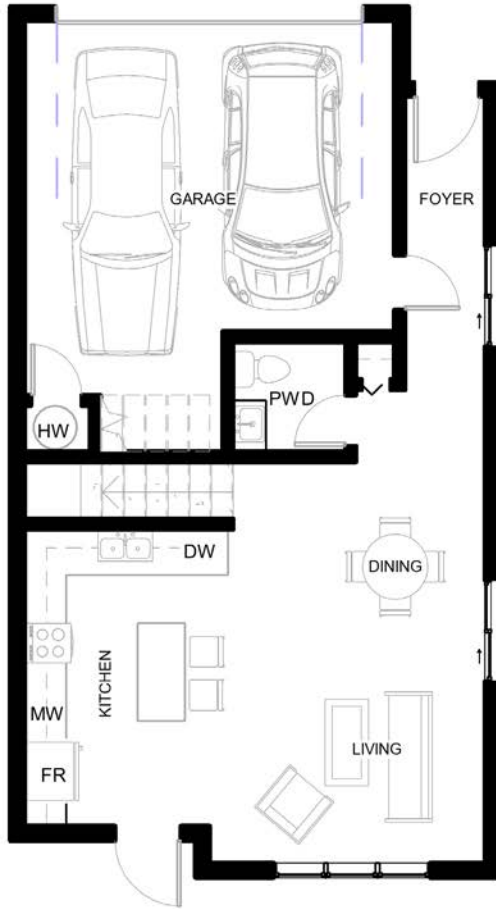 GARAGE
FOYER
PWD
HW
DW
DINING
KITCHEN
MW
LIVING
FR